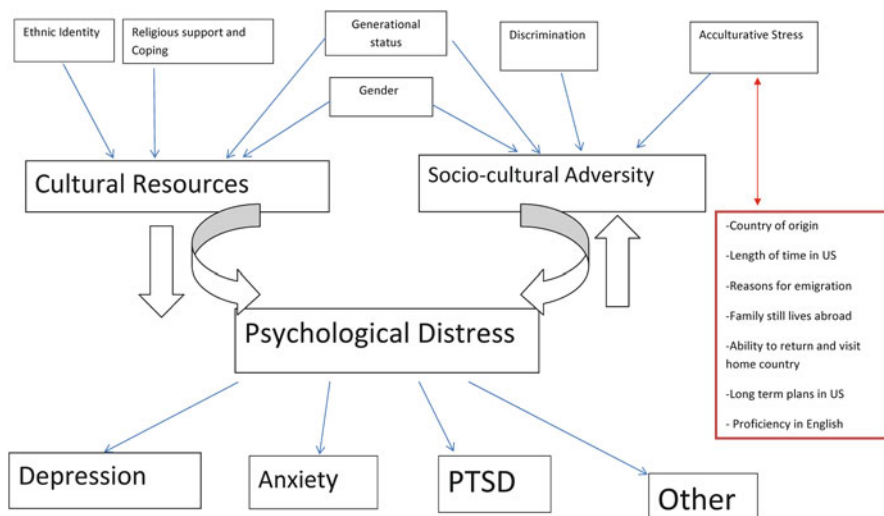 Ethnic Identity
Religious support and
Coping
Generational
status
Discrimination
Acculturative Stress
Gender
Cultural Resources
Socio-cultural Adversity
-Country of origin
-Length of time in US
-Reasons for emigration
-Family still lives abroad
-Ability to return and visit
home country
-Long term plans in US
- Proficiency in English
Psychological Distress
Depression
Anxiety
PTSD
Other